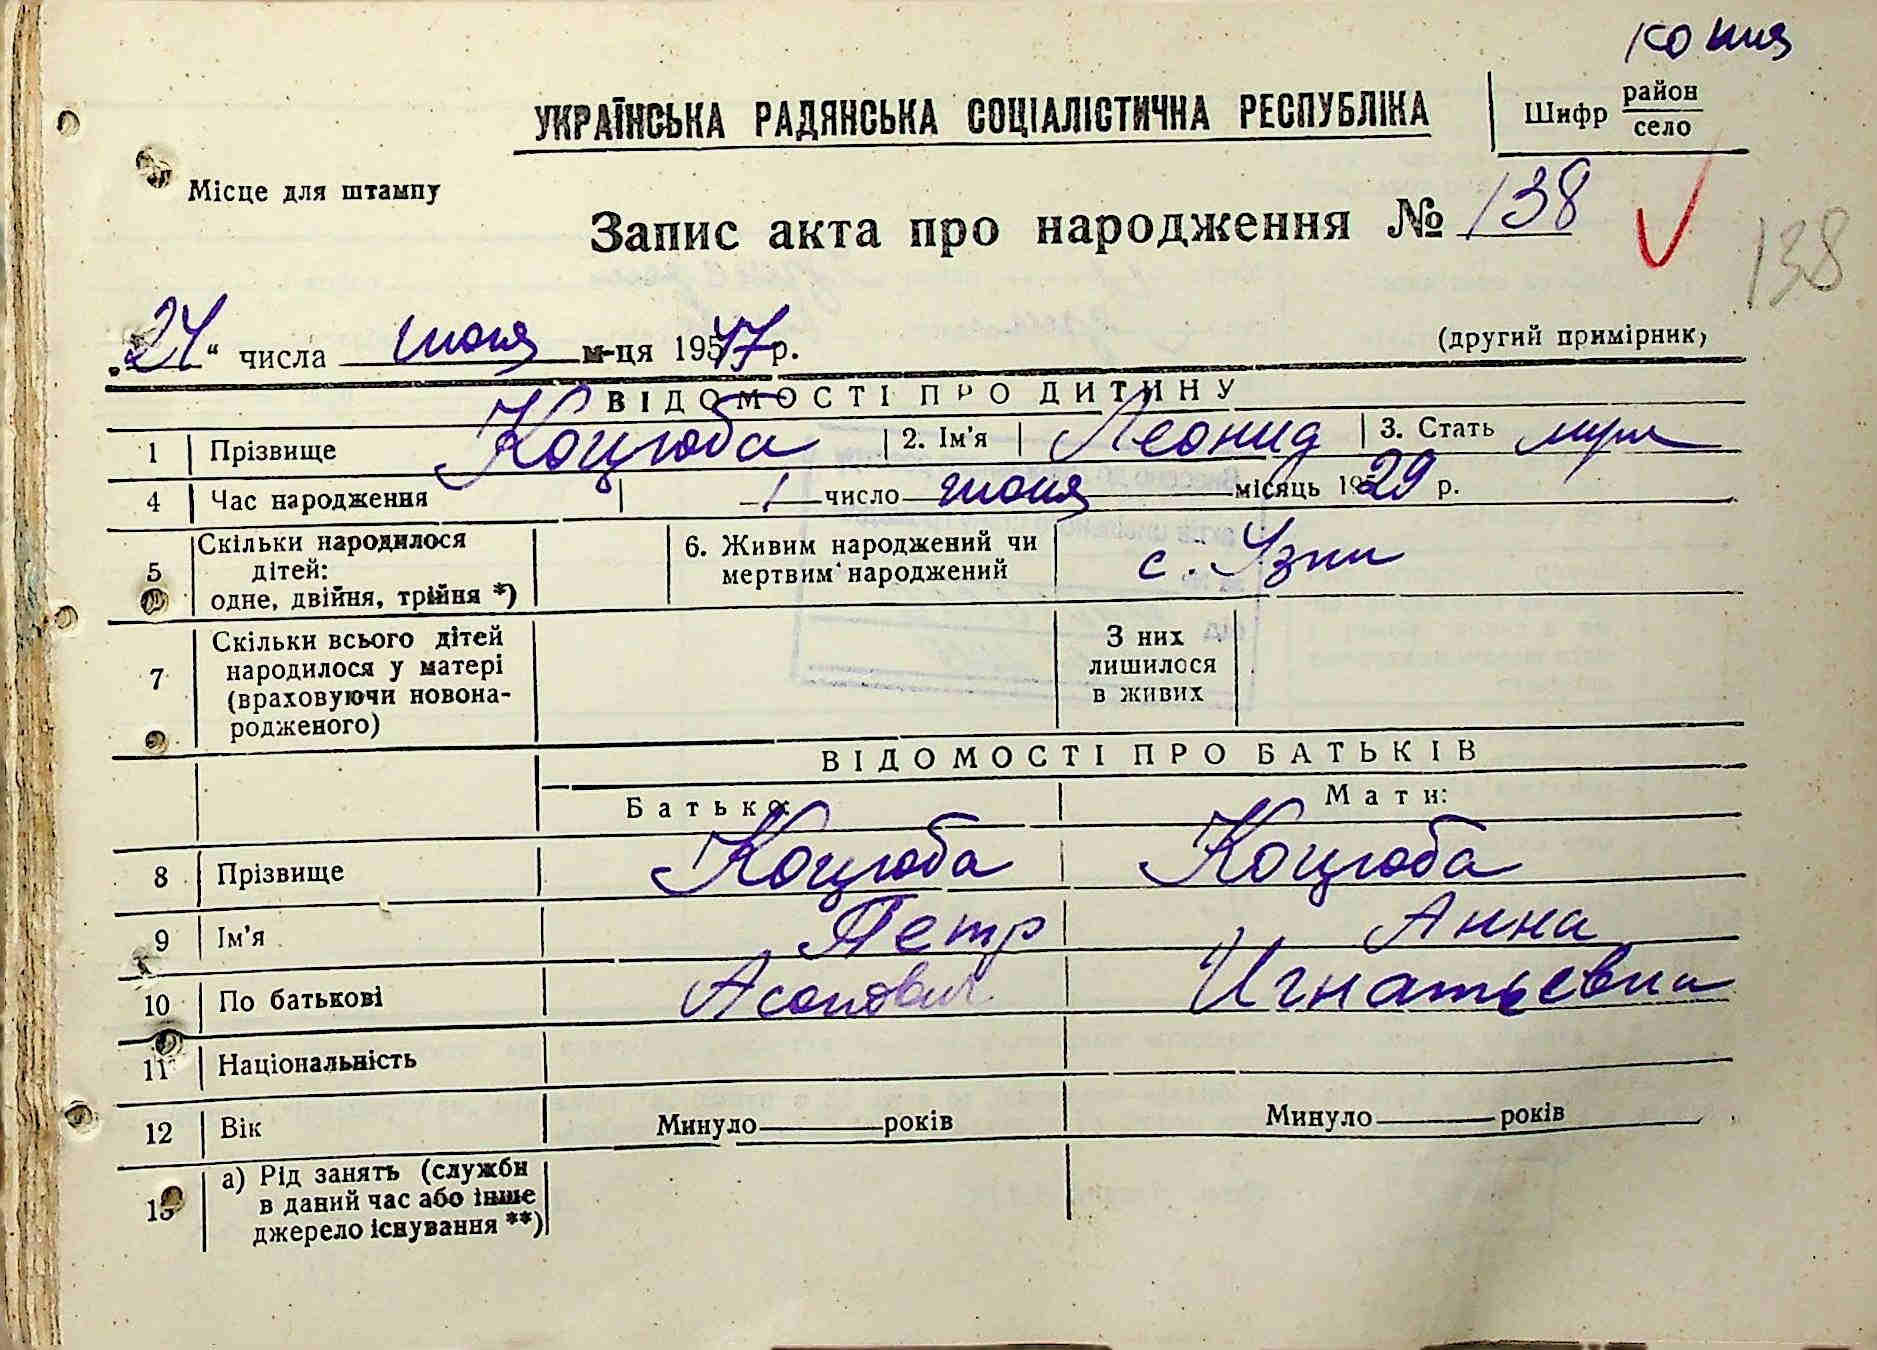 копия
УКРАЇНСЬКА РАДЯНСЬКА СОЦІАЛІСТИЧНА РЕСПУБЛІКА
Шифр район
село
Місце для штампу
Запис акта про народження № 138
138
„24“ числа июня м-ця 1947 р.
(другий примірник)
ВІДОМОСТІ ПРО ДИТИНУ
1 Прізвище Коцюба 2. Ім'я Леонид 3. Стать муж
4 Час народження 1 число июня місяць 1929 р.
5 Скільки народилося дітей: одне, двійня, трійня *)
6. Живим народжений чи мертвим народжений с. Узин
7 Скільки всього дітей народилося у матері (враховуючи новонародженого)
З них лишилося в живих
ВІДОМОСТІ ПРО БАТЬКІВ
Батько: Мати:
8 Прізвище Коцюба Коцюба
9 Ім'я Петр Анна
10 По батькові Игнатьевна
11 Національність
12 Вік Минуло років Минуло років
13 а) Рід занять (служби в даний час або інше джерело існування **)